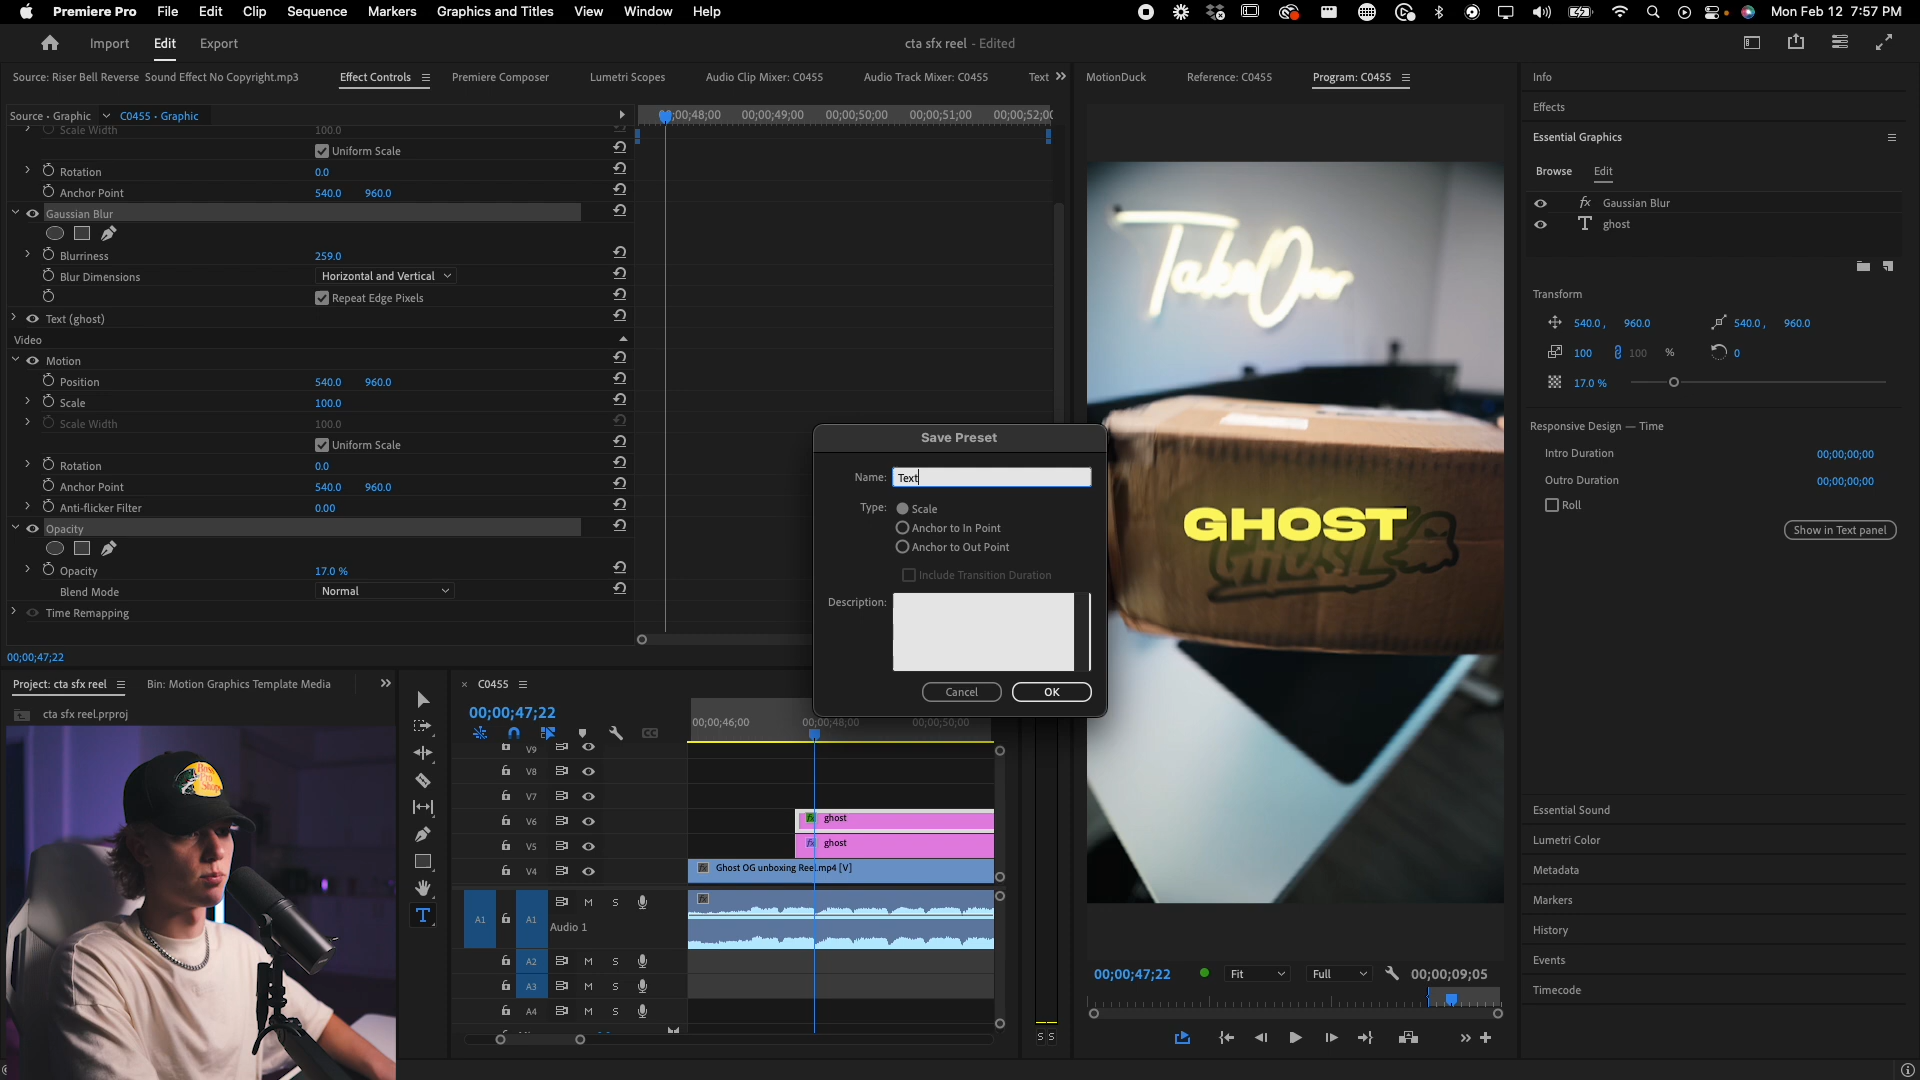 Premiere Pro File Edit Clip Sequence Markers Graphics and Titles View Window Help Mon Feb 12 7:57 PM
Import Edit Export cta sfx reel - Edited
Source: Riser Bell Reverse Sound Effect No Copyright.mp3 Effect Controls Premiere Composer Lumetri Scopes Audio Clip Mixer: C0455 Audio Track Mixer: C0455 Text MotionDuck Reference: C0455 Program: C0455 Info
Effects
Source - Graphic C0455 - Graphic ;00;48;00 00;00;49;00 00;00;50;00 00;00;51;00 00;00;52;0
Essential Graphics
Browse Edit
Gaussian Blur
ghost
Scale Width 100.0
Uniform Scale
Rotation 0.0
Anchor Point 540.0 960.0
Gaussian Blur
Blurriness 259.0
Blur Dimensions Horizontal and Vertical
Repeat Edge Pixels
Text (ghost)
Video
Motion
Position 540.0 960.0
Scale 100.0
Scale Width 100.0
Uniform Scale
Rotation 0.0
Anchor Point 540.0 960.0
Anti-flicker Filter 0.00
Opacity
Opacity 17.0 %
Blend Mode Normal
Time Remapping
00;00;47;22
Save Preset
Name: Text
Type: Scale
Anchor to In Point
Anchor to Out Point
Include Transition Duration
Description:
Cancel OK
TakeOver
GHOST
GHOST
Transform
540.0 , 960.0 540.0 , 960.0
100 100 % 0
17.0 %
Responsive Design — Time
Intro Duration 00;00;00;00
Outro Duration 00;00;00;00
Roll
Show in Text panel
Essential Sound
Lumetri Color
Metadata
Markers
History
Events
Timecode
Project: cta sfx reel Bin: Motion Graphics Template Media
cta sfx reel.prproj
Bass Pro Shops
× C0455
00;00;47;22
00;00;46;00 00;00;48;00 00;00;50;00
V9
V8
V7
V6 ghost
V5 ghost
V4 Ghost OG unboxing Reel.mp4 [V]
A1 A1 M S
Audio 1
A2 M S
A3 M S
A4 M S
S S
00;00;47;22 Fit Full 00;00;09;05